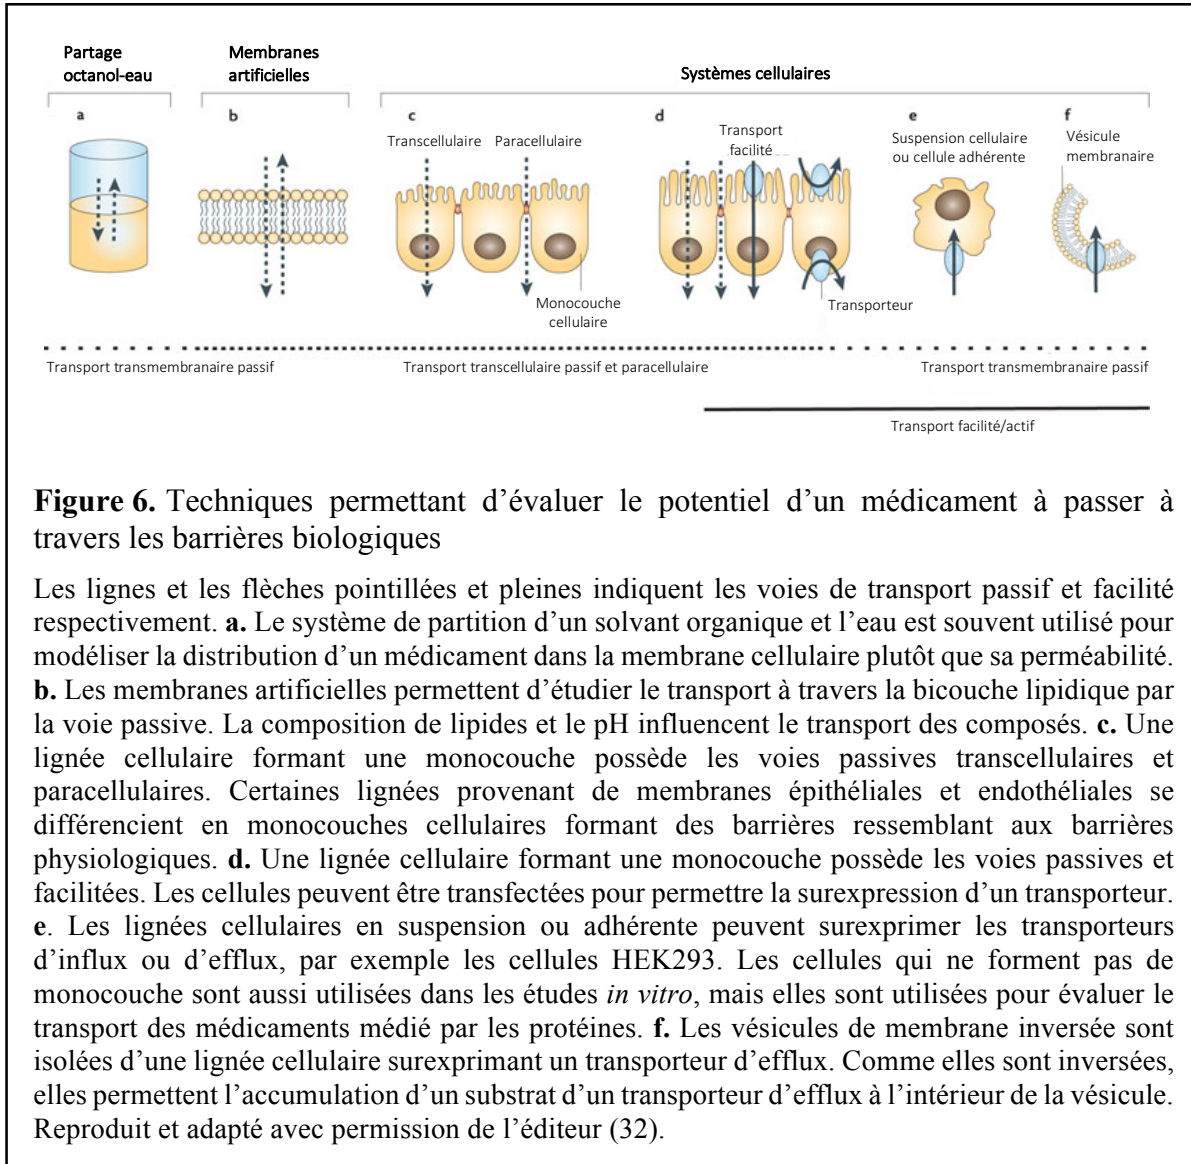 Partage
octanol-eau
Membranes
artificielles
Systèmes cellulaires
a
b
c
d
e
f
Transcellulaire
Paracellulaire
Transport
facilité
Suspension cellulaire
ou cellule adhérente
Vésicule
membranaire
Monocouche
cellulaire
Transporteur
Transport transmembranaire passif
Transport transcellulaire passif et paracellulaire
Transport transmembranaire passif
Transport facilité/actif
Figure 6. Techniques permettant d’évaluer le potentiel d’un médicament à passer à
travers les barrières biologiques
Les lignes et les flèches pointillées et pleines indiquent les voies de transport passif et facilité
respectivement. a. Le système de partition d’un solvant organique et l’eau est souvent utilisé pour
modéliser la distribution d’un médicament dans la membrane cellulaire plutôt que sa perméabilité.
b. Les membranes artificielles permettent d’étudier le transport à travers la bicouche lipidique par
la voie passive. La composition de lipides et le pH influencent le transport des composés. c. Une
lignée cellulaire formant une monocouche possède les voies passives transcellulaires et
paracellulaires. Certaines lignées provenant de membranes épithéliales et endothéliales se
différencient en monocouches cellulaires formant des barrières ressemblant aux barrières
physiologiques. d. Une lignée cellulaire formant une monocouche possède les voies passives et
facilitées. Les cellules peuvent être transfectées pour permettre la surexpression d’un transporteur.
e. Les lignées cellulaires en suspension ou adhérente peuvent surexprimer les transporteurs
d’influx ou d’efflux, par exemple les cellules HEK293. Les cellules qui ne forment pas de
monocouche sont aussi utilisées dans les études in vitro, mais elles sont utilisées pour évaluer le
transport des médicaments médié par les protéines. f. Les vésicules de membrane inversée sont
isolées d’une lignée cellulaire surexprimant un transporteur d’efflux. Comme elles sont inversées,
elles permettent l’accumulation d’un substrat d’un transporteur d’efflux à l’intérieur de la vésicule.
Reproduit et adapté avec permission de l’éditeur (32).